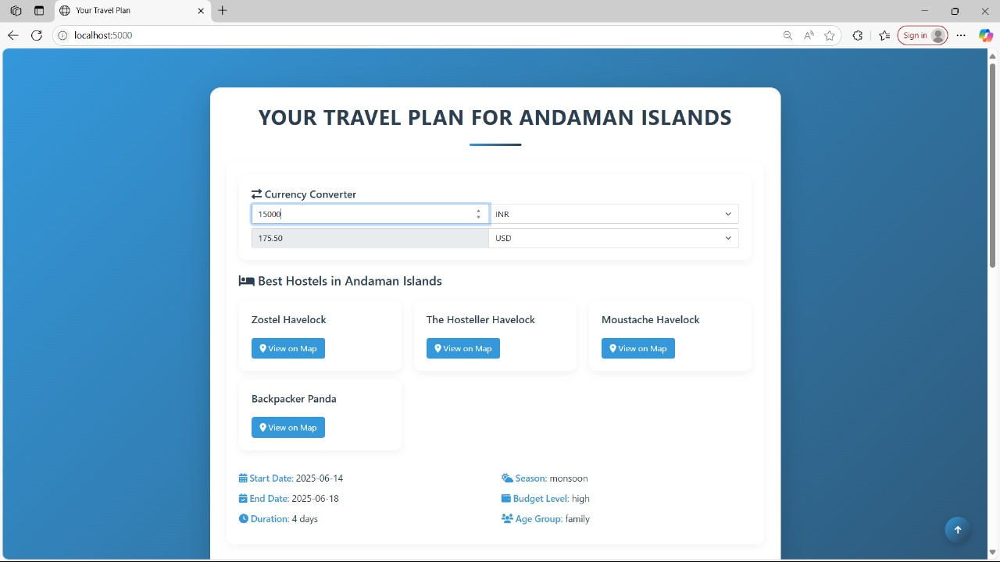 Your Travel Plan
localhost:5000
Sign in
YOUR TRAVEL PLAN FOR ANDAMAN ISLANDS
Currency Converter
15000 INR
175.50 USD
Best Hostels in Andaman Islands
Zostel Havelock
View on Map
The Hosteller Havelock
View on Map
Moustache Havelock
View on Map
Backpacker Panda
View on Map
Start Date: 2025-06-14
End Date: 2025-06-18
Duration: 4 days
Season: monsoon
Budget Level: high
Age Group: family